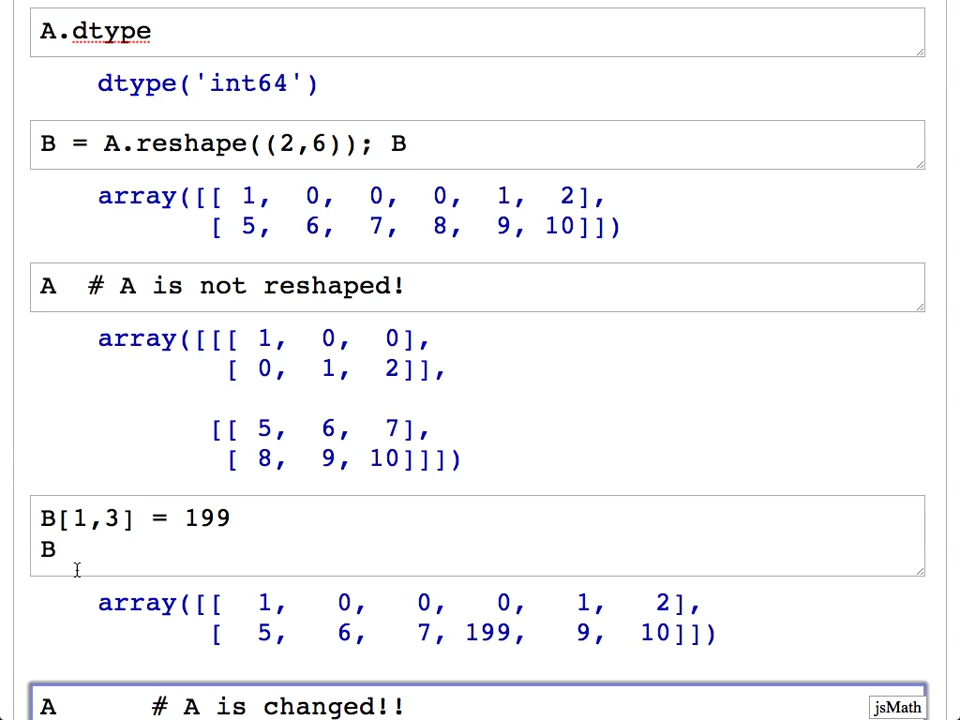 A.dtype
dtype('int64')
B = A.reshape((2,6)); B
array([[ 1, 0, 0, 0, 1, 2],
[ 5, 6, 7, 8, 9, 10]])
A # A is not reshaped!
array([[[ 1, 0, 0],
[ 0, 1, 2]],
[[ 5, 6, 7],
[ 8, 9, 10]]])
B[1,3] = 199
B
array([[ 1, 0, 0, 0, 1, 2],
[ 5, 6, 7, 199, 9, 10]])
A # A is changed!!
jsMath